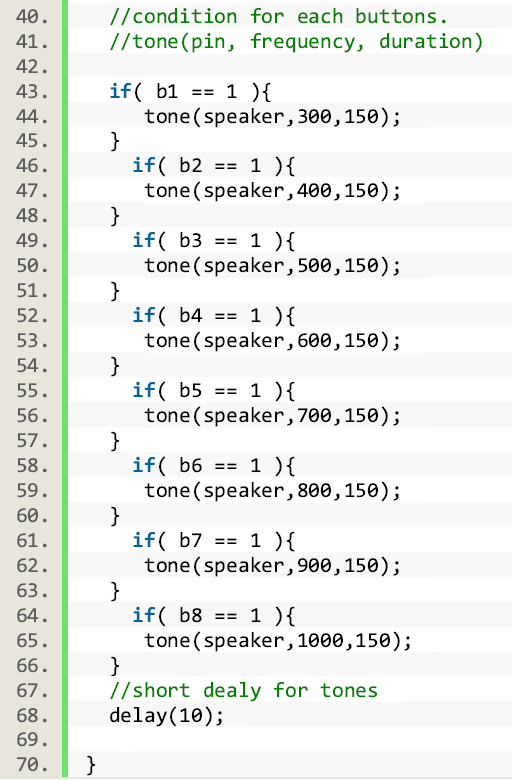 40. //condition for each buttons.
41. //tone(pin, frequency, duration)
42.
43. if( b1 == 1 ){
44. tone(speaker,300,150);
45. }
46. if( b2 == 1 ){
47. tone(speaker,400,150);
48. }
49. if( b3 == 1 ){
50. tone(speaker,500,150);
51. }
52. if( b4 == 1 ){
53. tone(speaker,600,150);
54. }
55. if( b5 == 1 ){
56. tone(speaker,700,150);
57. }
58. if( b6 == 1 ){
59. tone(speaker,800,150);
60. }
61. if( b7 == 1 ){
62. tone(speaker,900,150);
63. }
64. if( b8 == 1 ){
65. tone(speaker,1000,150);
66. }
67. //short dealy for tones
68. delay(10);
69.
70. }